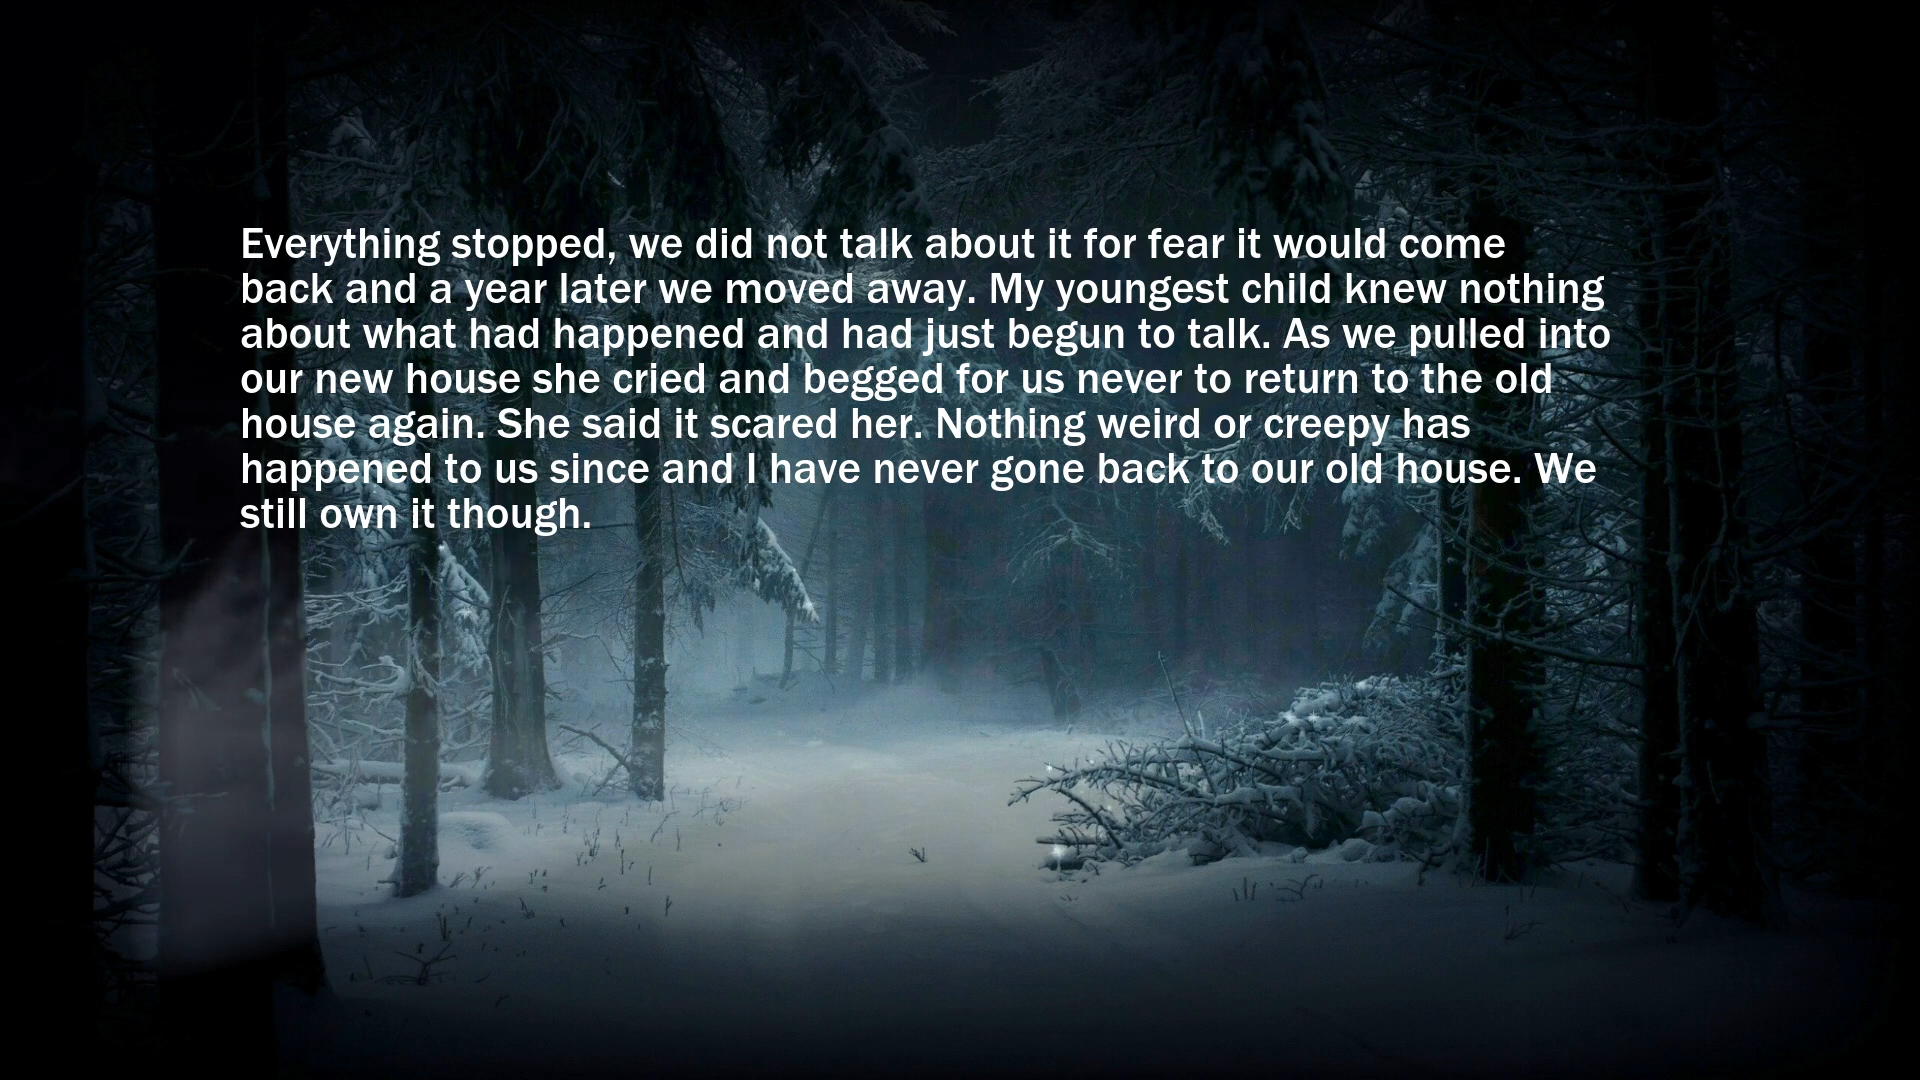 Everything stopped, we did not talk about it for fear it would come
back and a year later we moved away. My youngest child knew nothing
about what had happened and had just begun to talk. As we pulled into
our new house she cried and begged for us never to return to the old
house again. She said it scared her. Nothing weird or creepy has
happened to us since and I have never gone back to our old house. We
still own it though.